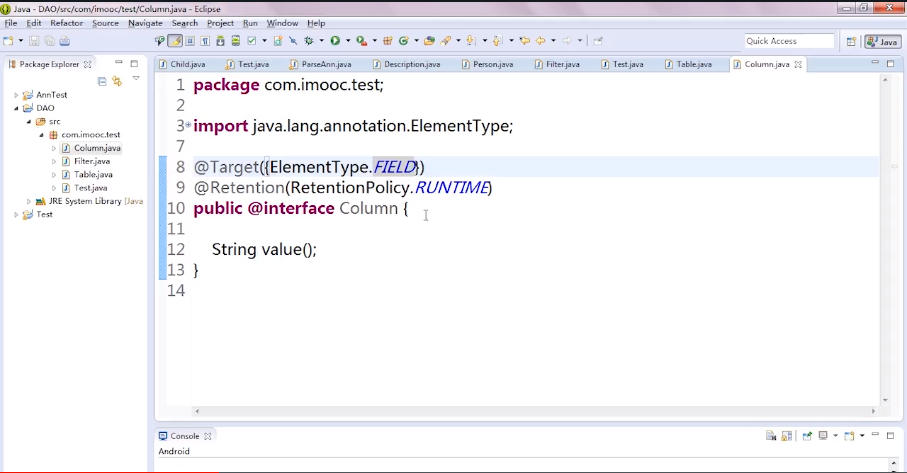 Java - DAO/src/com/imooc/test/Column.java - Eclipse
File Edit Refactor Source Navigate Search Project Run Window Help
Quick Access
Java
Package Explorer
Child.java Test.java ParseAnn.java Description.java Person.java Filter.java Test.java Table.java Column.java
AnnTest
DAO
src
com.imooc.test
Column.java
Filter.java
Table.java
Test.java
JRE System Library [Java
Test
1 package com.imooc.test;
2
3 import java.lang.annotation.ElementType;
7
8 @Target({ElementType.FIELD})
9 @Retention(RetentionPolicy.RUNTIME)
10 public @interface Column {
11
12 String value();
13 }
14
Console
Android